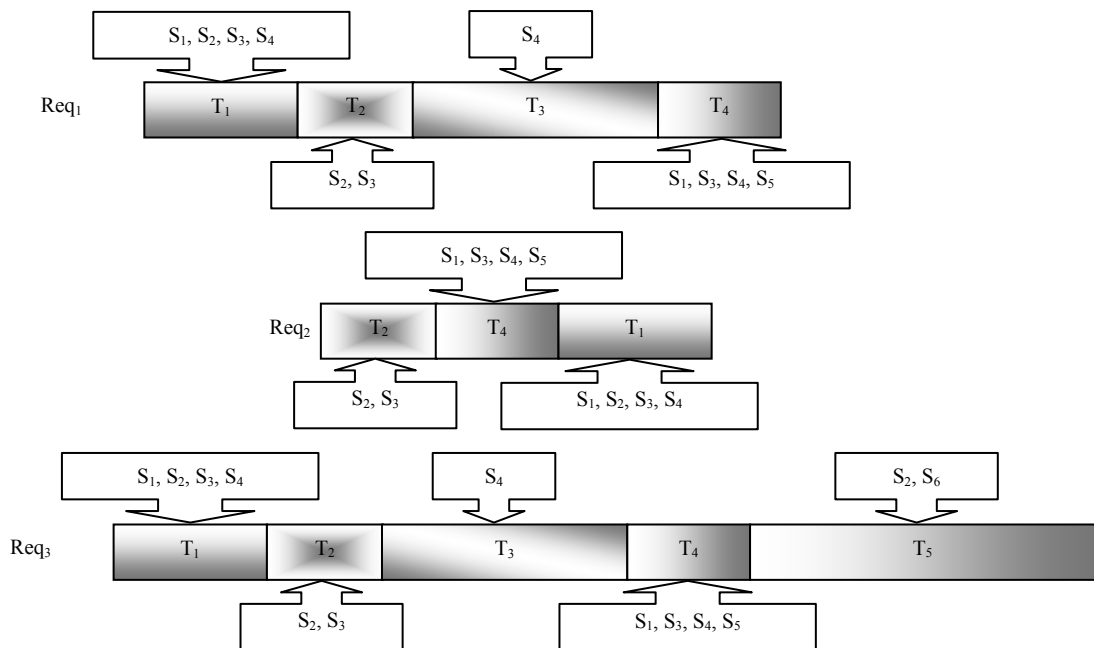 S₁, S₂, S₃, S₄ S₄
Req₁ T₁ T₂ T₃ T₄
S₂, S₃ S₁, S₃, S₄, S₅
S₁, S₃, S₄, S₅
Req₂ T₂ T₄ T₁
S₂, S₃ S₁, S₂, S₃, S₄
S₁, S₂, S₃, S₄ S₄ S₂, S₆
Req₃ T₁ T₂ T₃ T₄ T₅
S₂, S₃ S₁, S₃, S₄, S₅